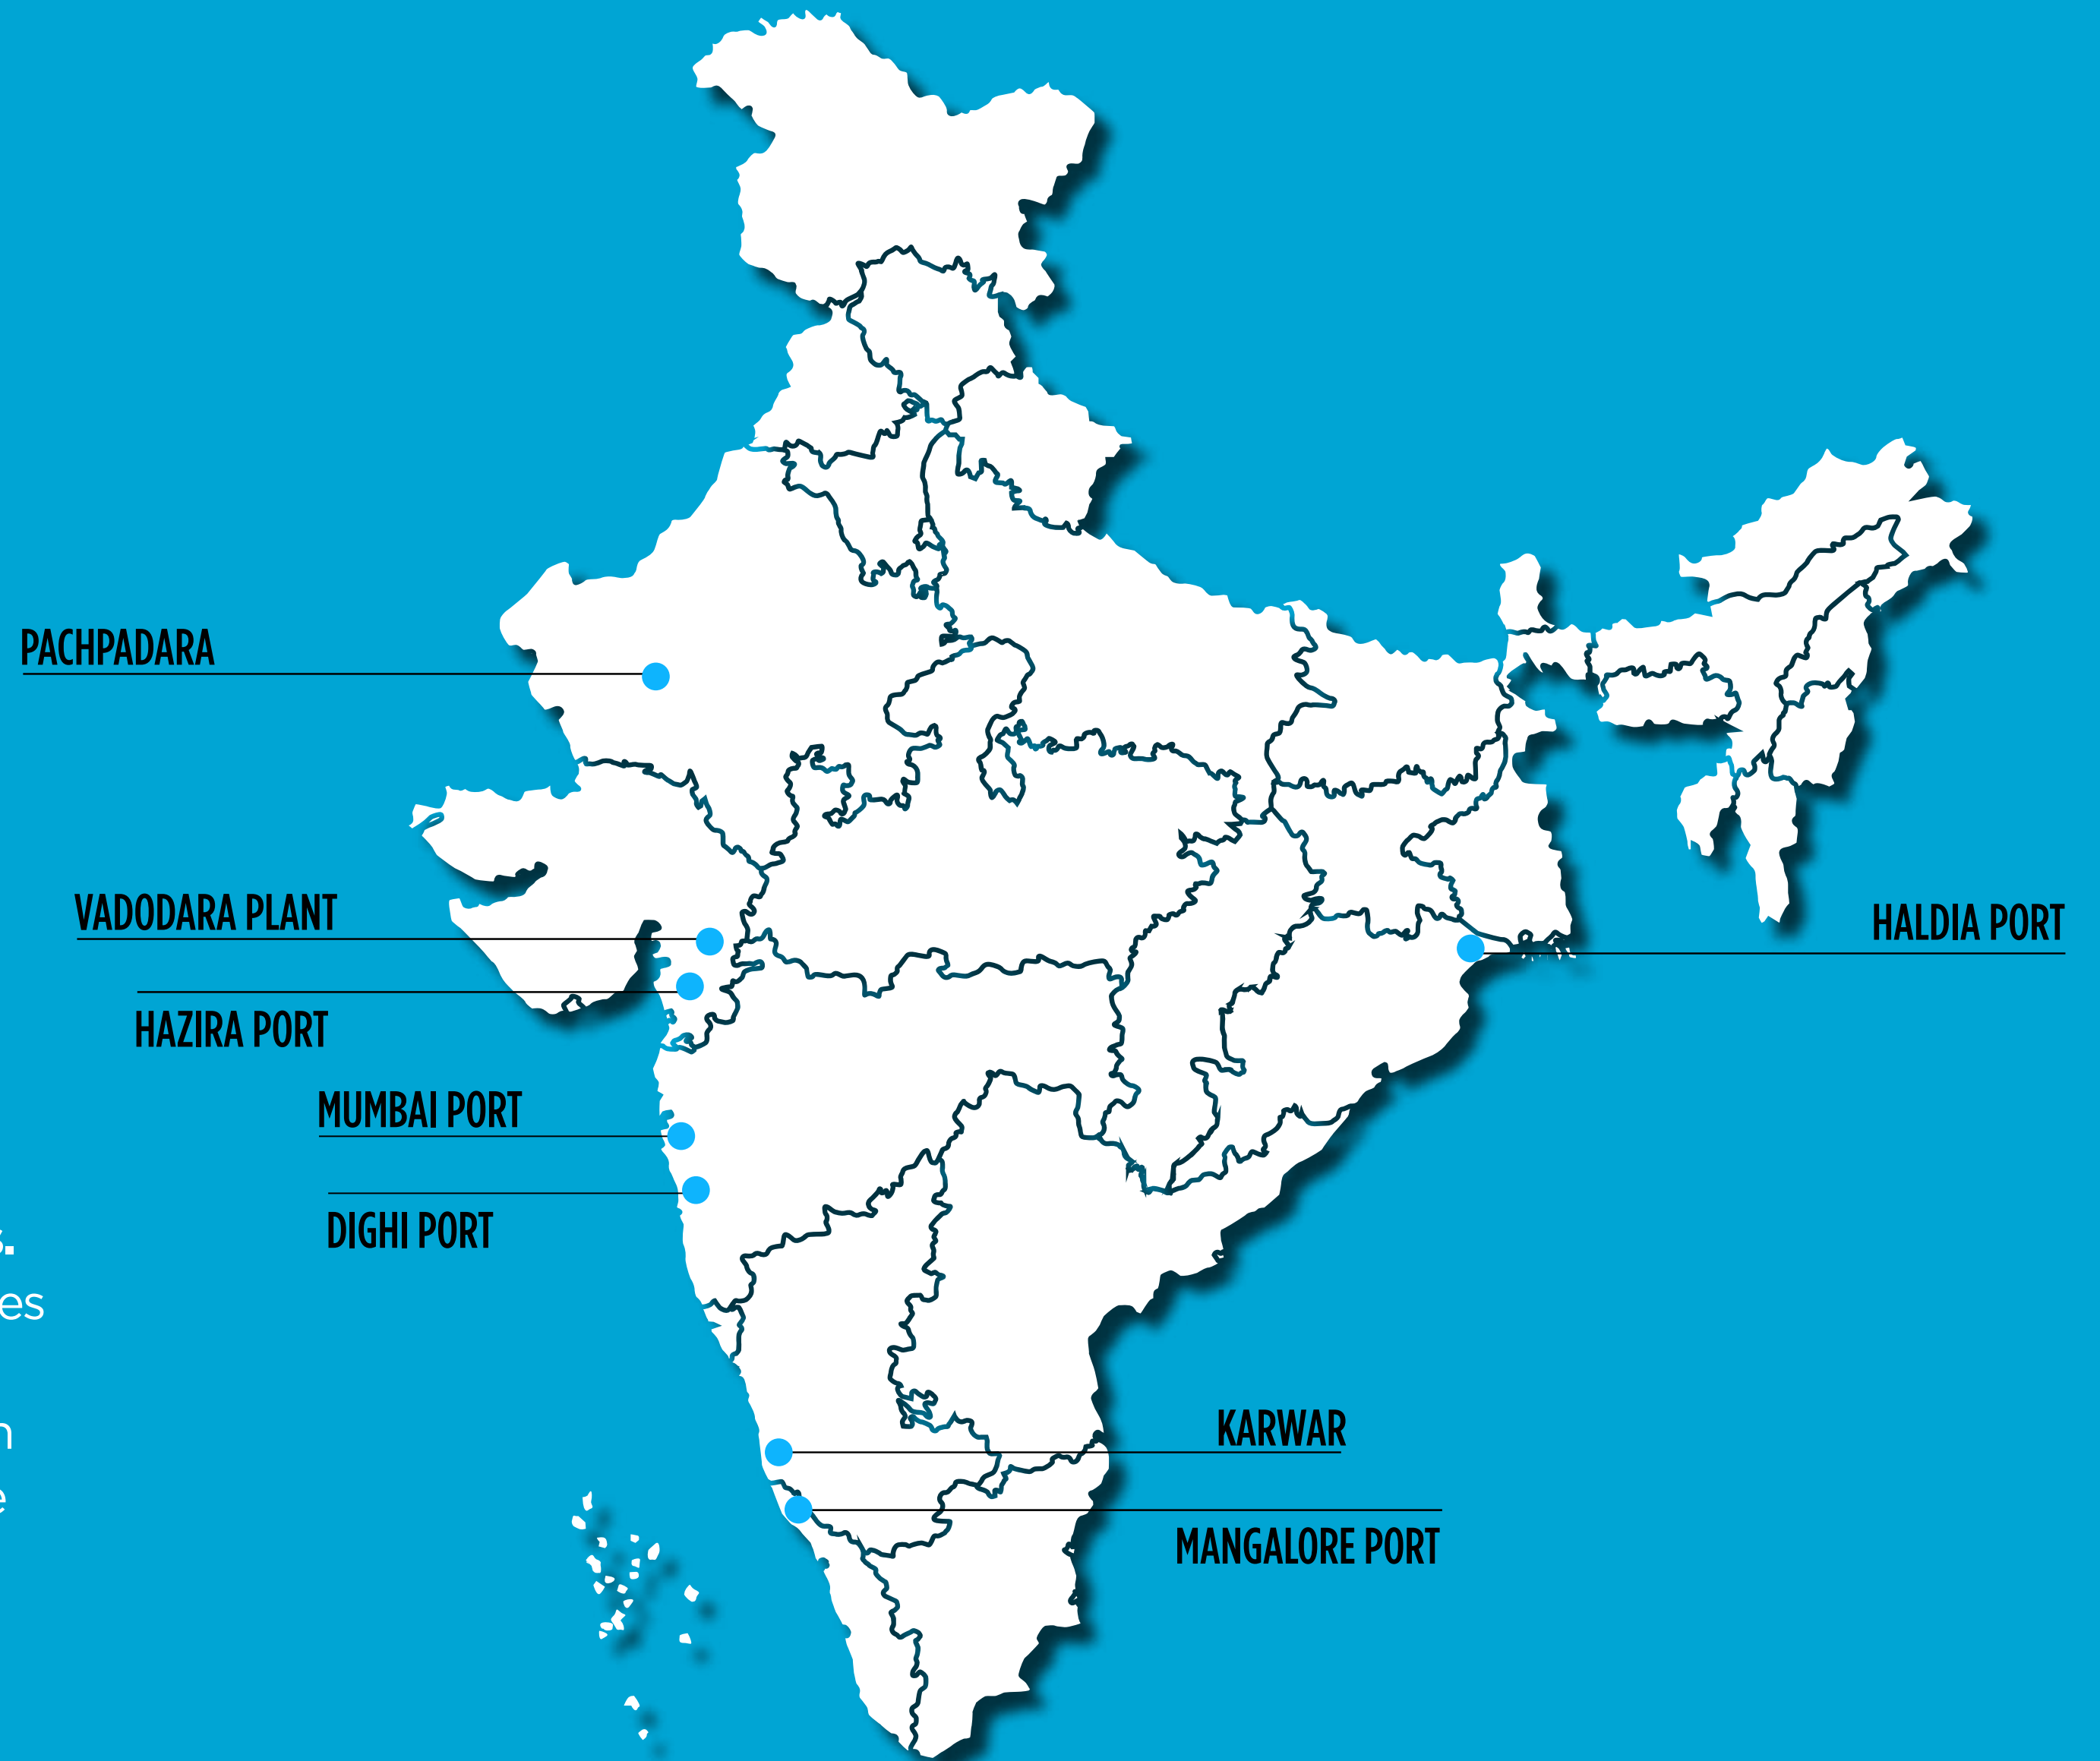 PACHPADARA
VADODARA PLANT
HALDIA PORT
HAZIRA PORT
MUMBAI PORT
DIGHI PORT
KARWAR
MANGALORE PORT